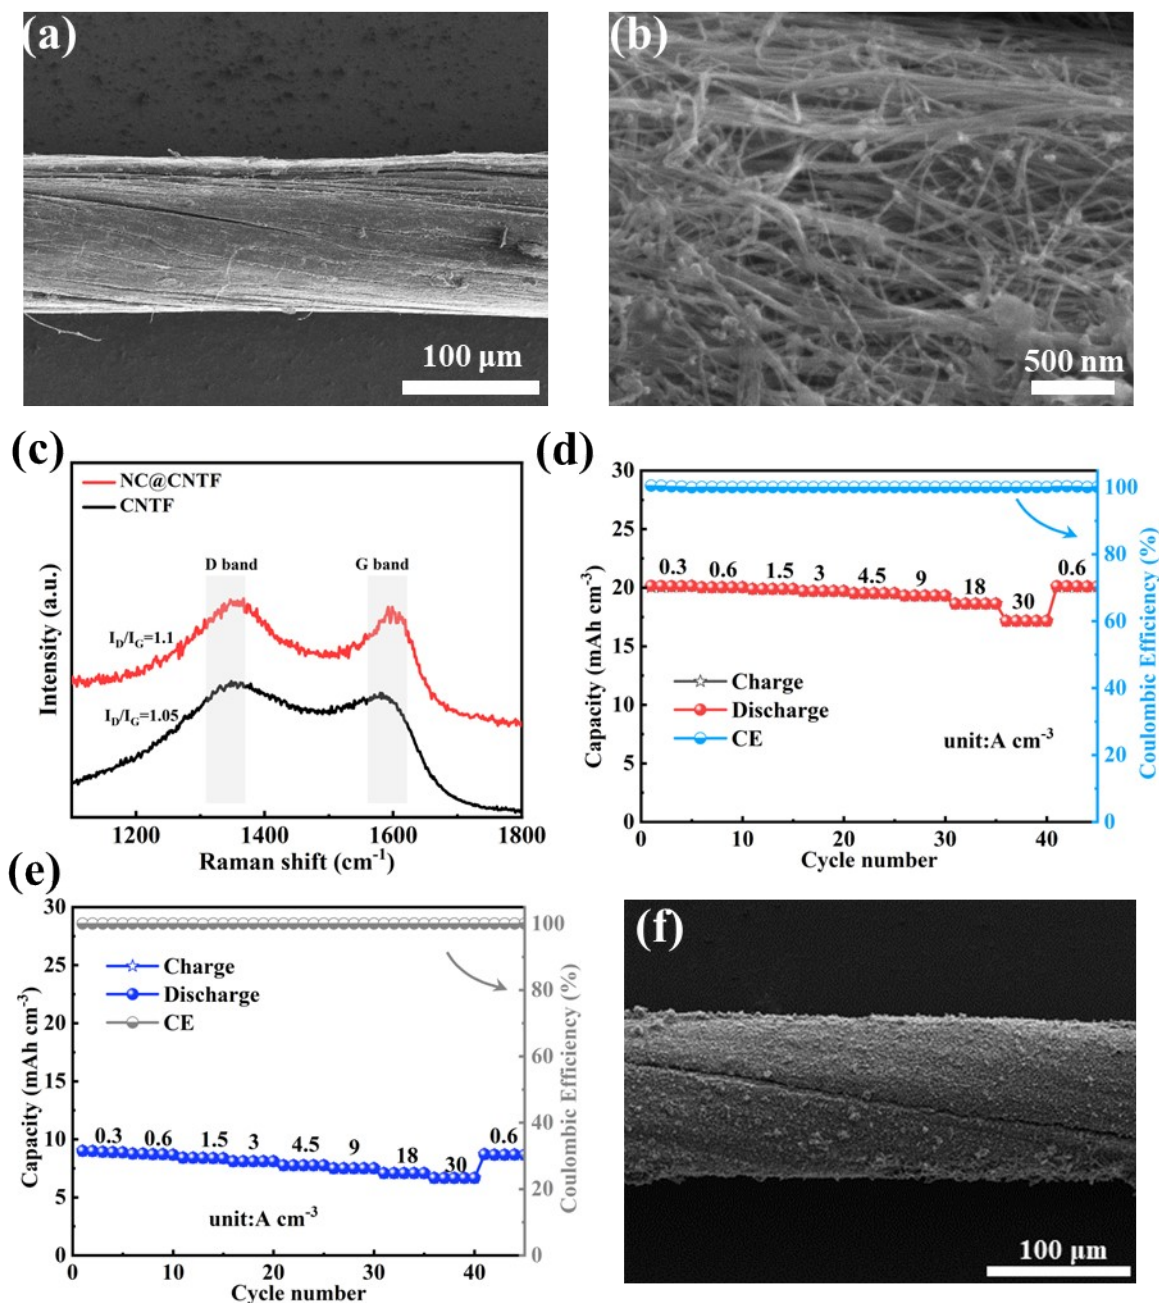 (a)
100 μm
(b)
500 nm
(c)
NC@CNTF
CNTF
D band
G band
I_D/I_G=1.1
I_D/I_G=1.05
Intensity (a.u.)
1200 1400 1600 1800
Raman shift (cm⁻¹)
(d)
30
25
20
15
10
5
0
100
80
60
40
20
0
0.3 0.6 1.5 3 4.5 9 18 30 0.6
Charge
Discharge
CE
unit:A cm⁻³
Capacity (mAh cm⁻³)
Coulombic Efficiency (%)
0 10 20 30 40
Cycle number
(e)
30
25
20
15
10
5
0
100
80
60
40
20
0
Charge
Discharge
CE
0.3 0.6 1.5 3 4.5 9 18 30 0.6
unit:A cm⁻³
Capacity (mAh cm⁻³)
Coulombic Efficiency (%)
0 10 20 30 40
Cycle number
(f)
100 μm